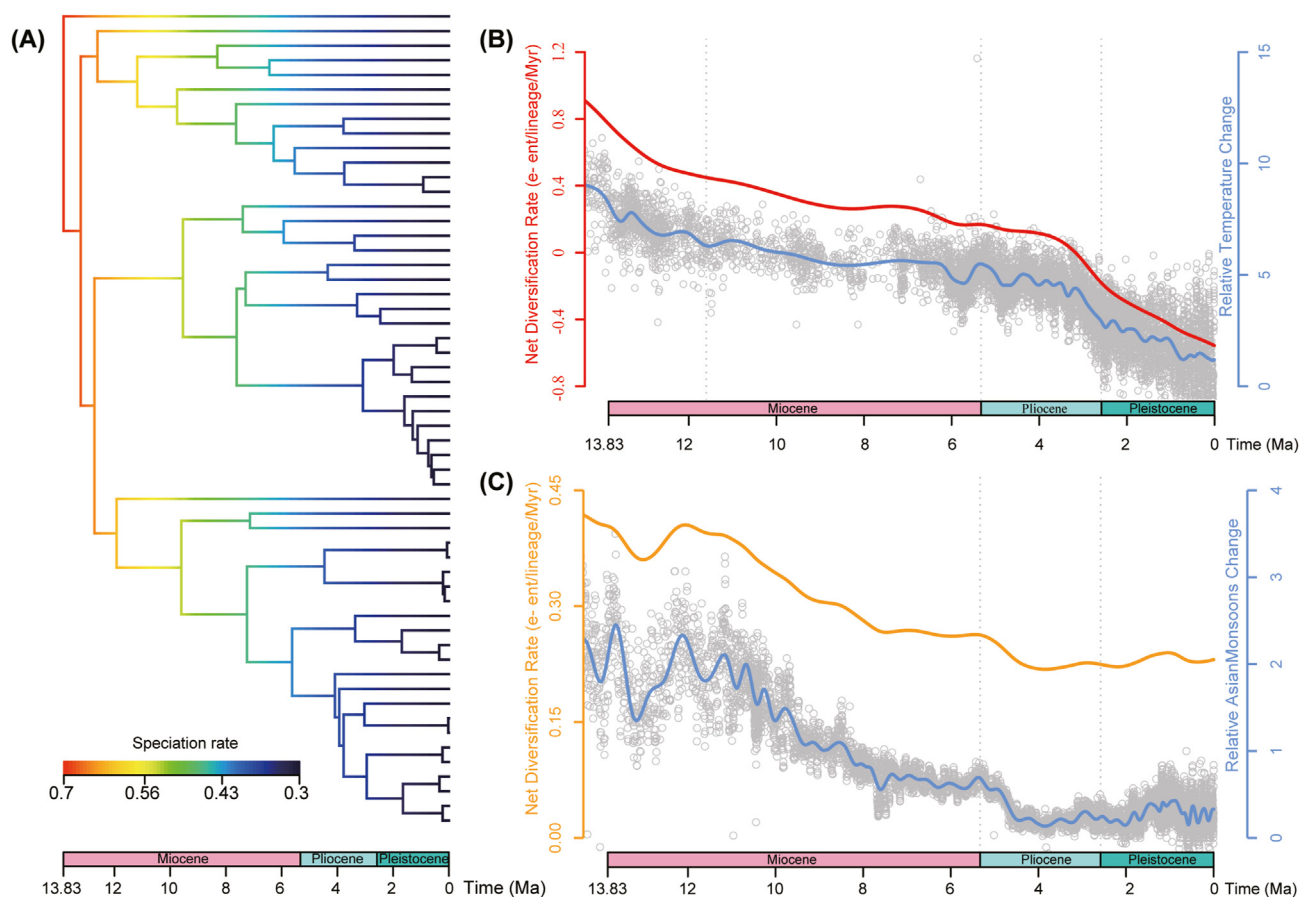 (A)
Speciation rate
0.7 0.56 0.43 0.3
Miocene Pliocene Pleistocene
13.83 12 10 8 6 4 2 0 Time (Ma)
(B)
Net Diversification Rate (e- ent/lineage/Myr)
1.2
0.8
0.4
0
-0.4
-0.8
Relative Temperature Change
15
10
5
0
Miocene Pliocene Pleistocene
13.83 12 10 8 6 4 2 0 Time (Ma)
(C)
Net Diversification Rate (e- ent/lineage/Myr)
0.45
0.30
0.15
0.00
Relative AsianMonsoons Change
4
3
2
1
0
Miocene Pliocene Pleistocene
13.83 12 10 8 6 4 2 0 Time (Ma)